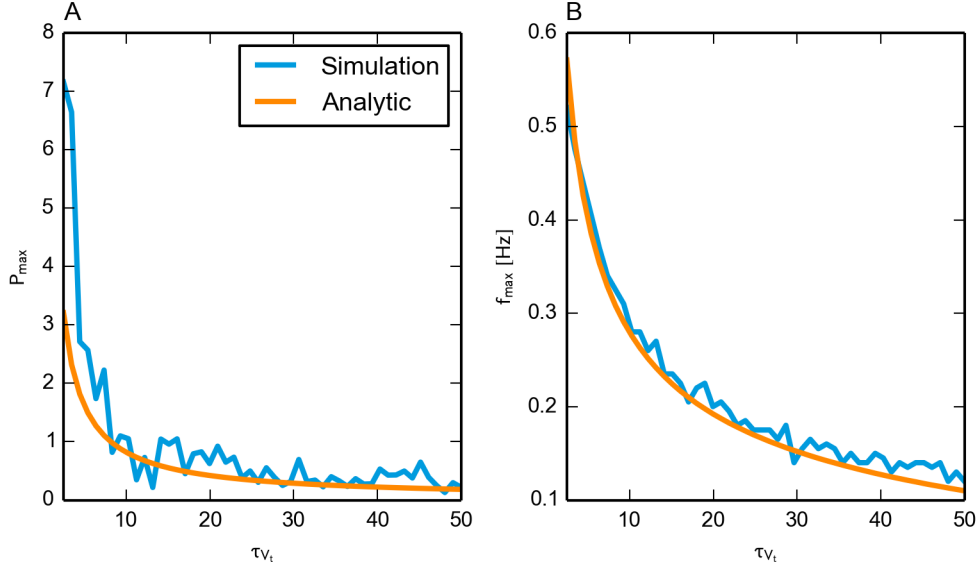 A
8
7
6
5
4
3
2
1
0
P_max
10 20 30 40 50
τ_{V_t}
Simulation
Analytic
B
0.6
0.5
0.4
0.3
0.2
0.1
f_max [Hz]
10 20 30 40 50
τ_{V_t}